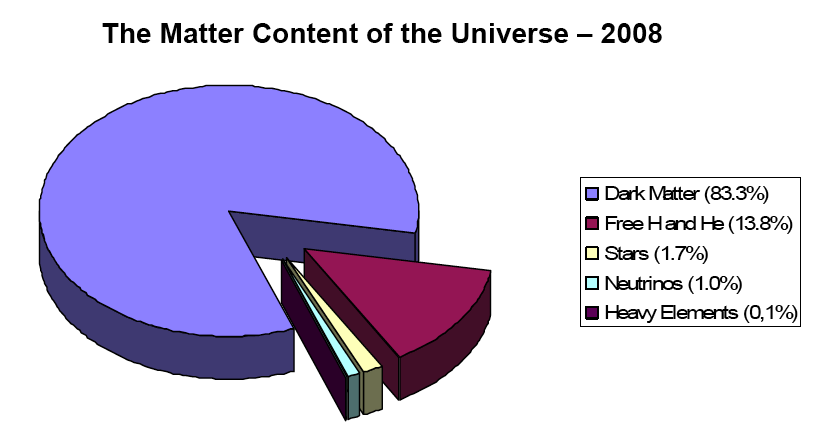 The Matter Content of the Universe – 2008
Dark Matter (83.3%)
Free H and He (13.8%)
Stars (1.7%)
Neutrinos (1.0%)
Heavy Elements (0,1%)